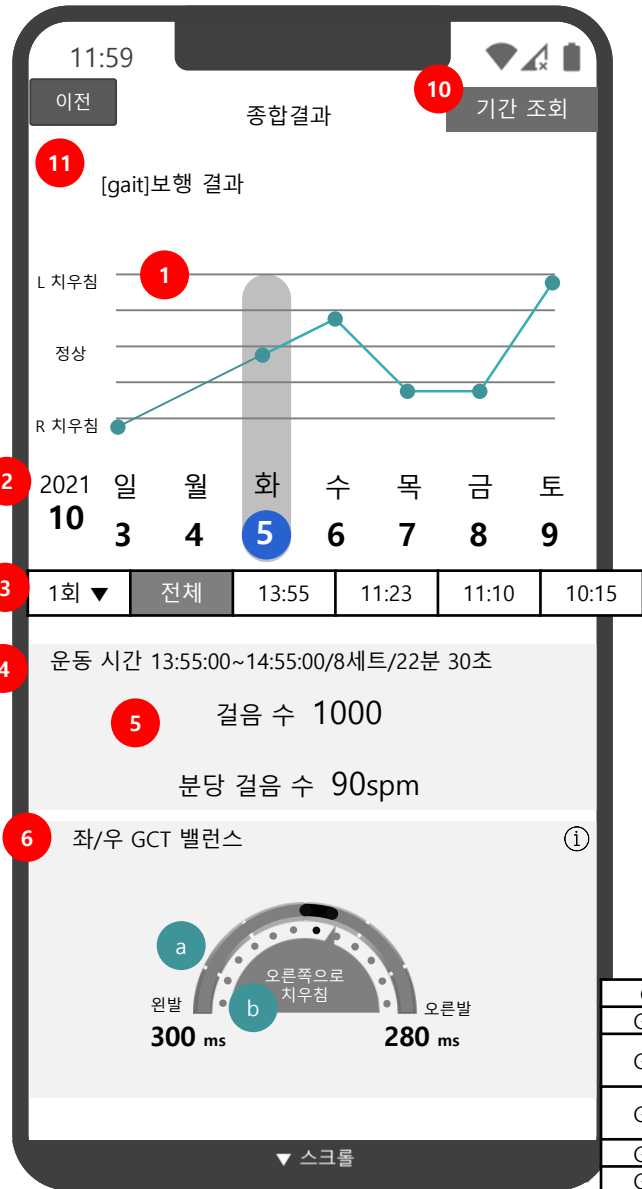 11:59
이전
종합결과
10
기간 조회
11
[gait]보행 결과
1
L 치우침
정상
R 치우침
2
2021 일 월 화 수 목 금 토
10 3 4 5 6 7 8 9
3
1회 ▼ 전체 13:55 11:23 11:10 10:15
4
운동 시간 13:55:00~14:55:00/8세트/22분 30초
5
걸음 수 1000
분당 걸음 수 90spm
6
좌/우 GCT 밸런스
i
a
오른쪽으로
치우침
b
왼발 오른발
300 ms 280 ms
▼ 스크롤